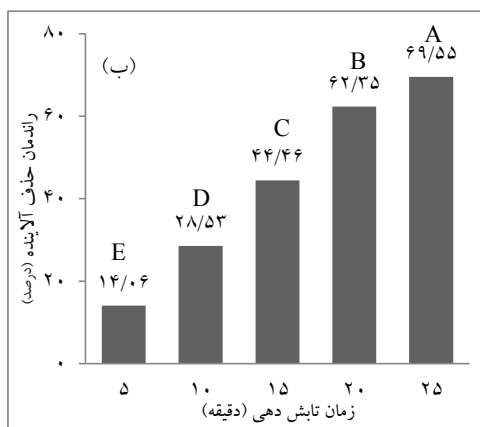 (ب)
راندمان حذف آلاینده (درصد)
۸۰
۶۰
۴۰
۲۰
۰
A
۶۹/۵۵
B
۶۲/۳۵
C
۴۴/۴۶
D
۲۸/۵۳
E
۱۴/۰۶
۵ ۱۰ ۱۵ ۲۰ ۲۵
زمان تابش دهی (دقیقه)